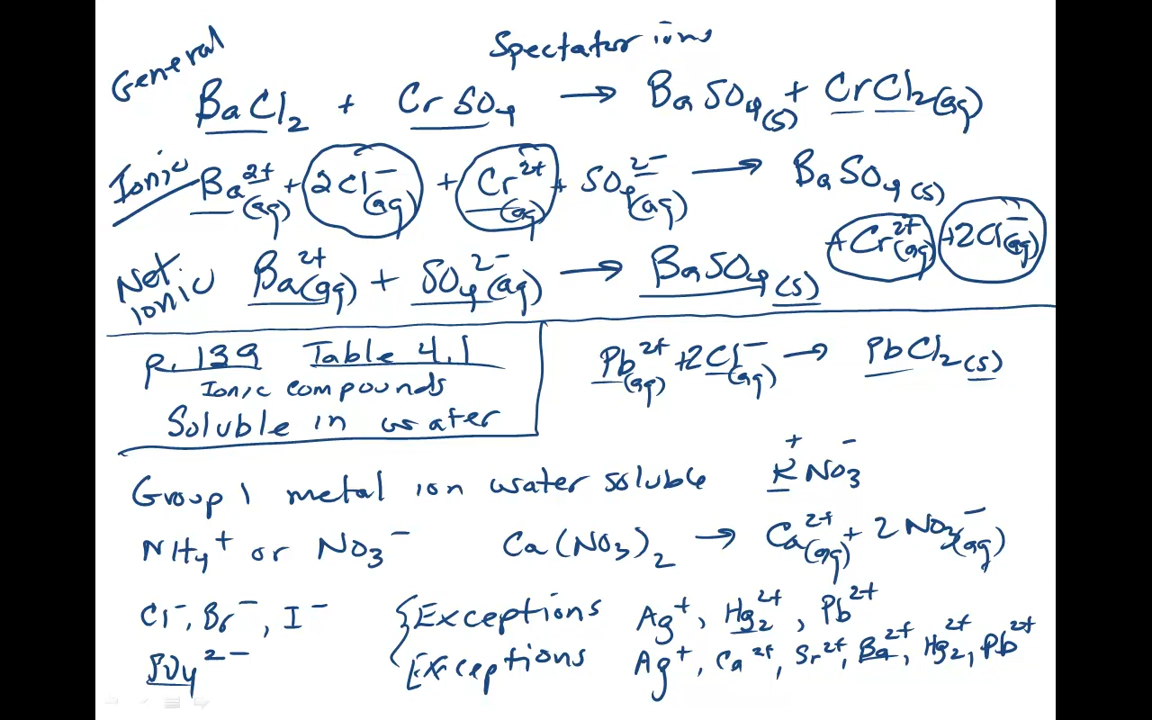 General
Spectator ions
BaCl₂ + CrSO₄ → BaSO₄(s) + CrCl₂(aq)
Ionic
Ba²⁺(aq) + 2Cl⁻(aq) + Cr²⁺(aq) + SO₄²⁻(aq) → BaSO₄(s)
+ Cr²⁺(aq) + 2Cl⁻(aq)
Net
ionic
Ba²⁺(aq) + SO₄²⁻(aq) → BaSO₄(s)
P. 139 Table 4.1
Ionic compounds
Soluble in water
Pb²⁺(aq) + 2Cl⁻(aq) → PbCl₂(s)
Group 1 metal ion water soluble K⁺NO₃⁻
NH₄⁺ or NO₃⁻ Ca(NO₃)₂ → Ca²⁺(aq) + 2NO₃⁻(aq)
Cl⁻, Br⁻, I⁻ {Exceptions Ag⁺, Hg₂²⁺, Pb²⁺
SO₄²⁻ Exceptions Ag⁺, Ca²⁺, Sr²⁺, Ba²⁺, Hg₂²⁺, Pb²⁺